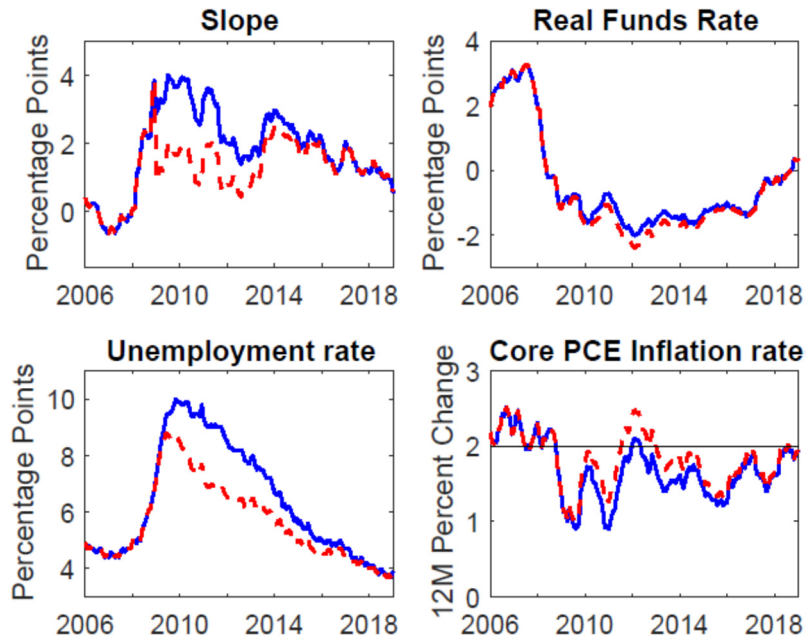 Slope
Percentage Points
4
2
0
2006 2010 2014 2018
Real Funds Rate
Percentage Points
4
2
0
-2
2006 2010 2014 2018
Unemployment rate
Percentage Points
10
8
6
4
2006 2010 2014 2018
Core PCE Inflation rate
12M Percent Change
3
2
1
0
2006 2010 2014 2018